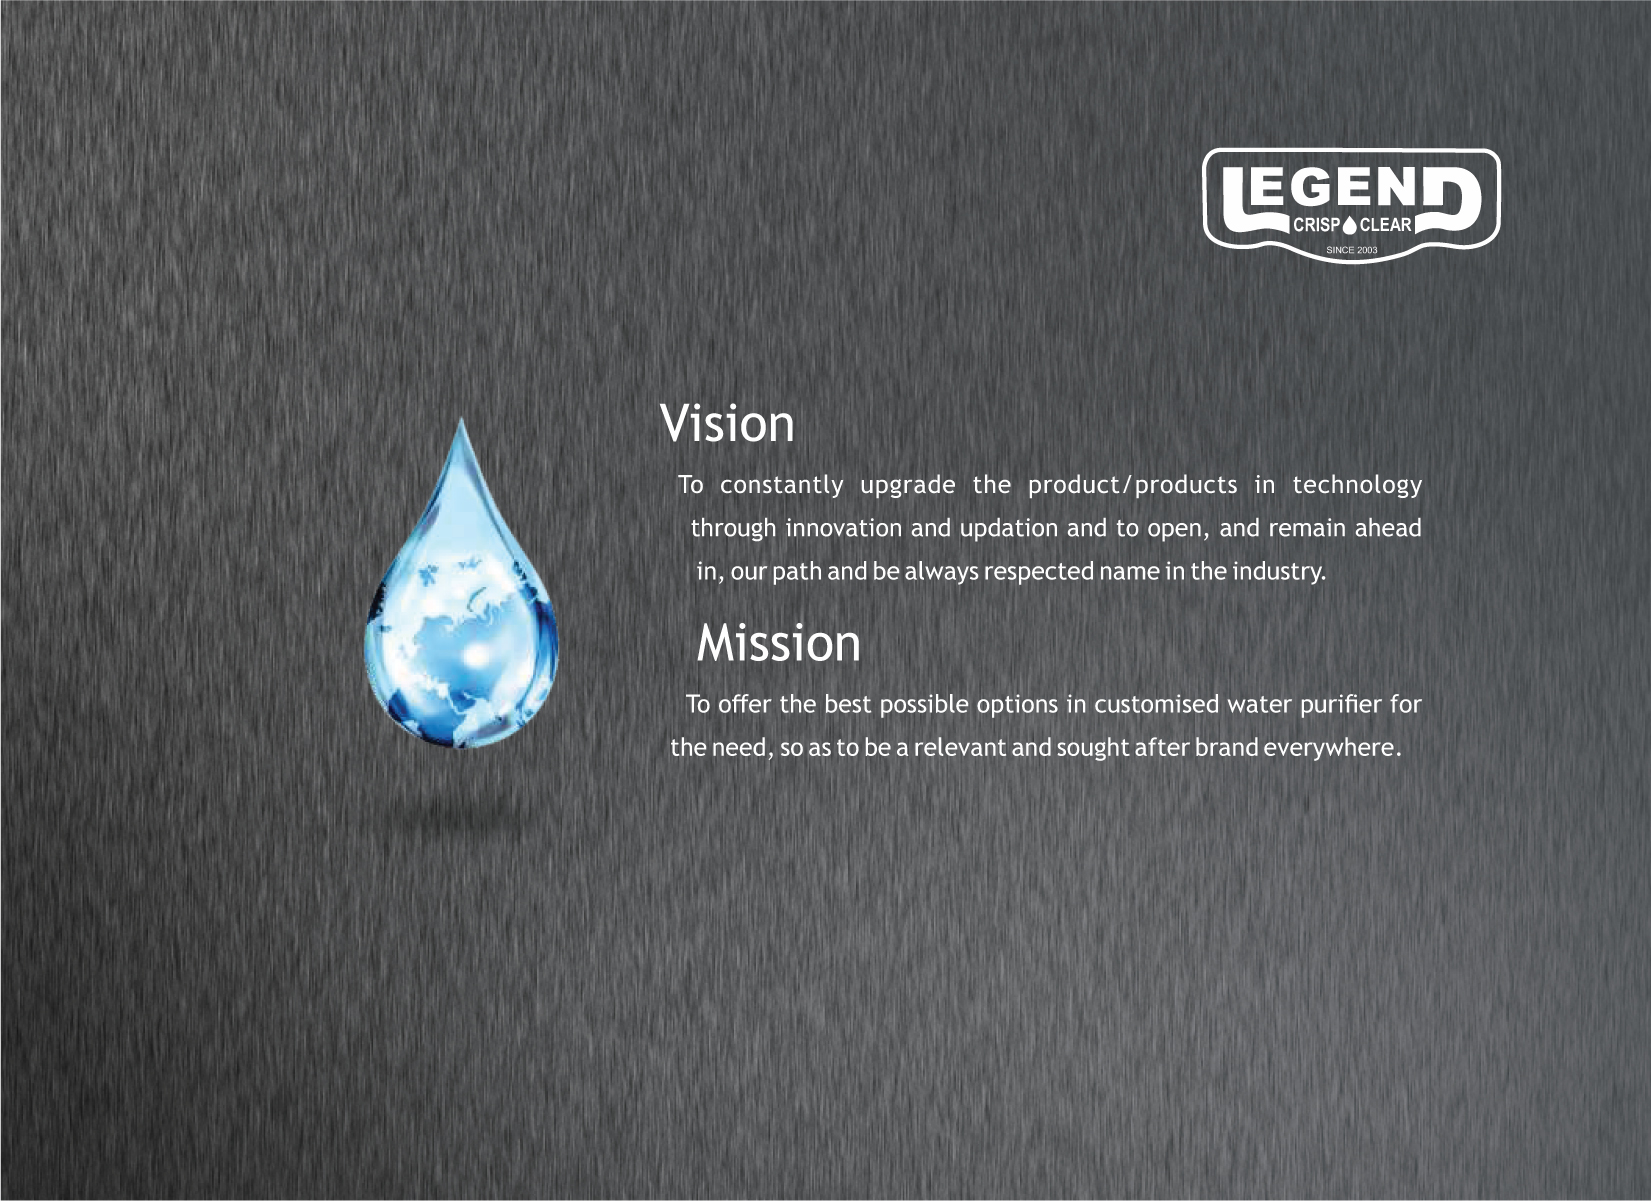 LEGEND
CRISP CLEAR
SINCE 2003
Vision
To constantly upgrade the product/products in technology
through innovation and updation and to open, and remain ahead
in, our path and be always respected name in the industry.
Mission
To offer the best possible options in customised water purifier for
the need, so as to be a relevant and sought after brand everywhere.